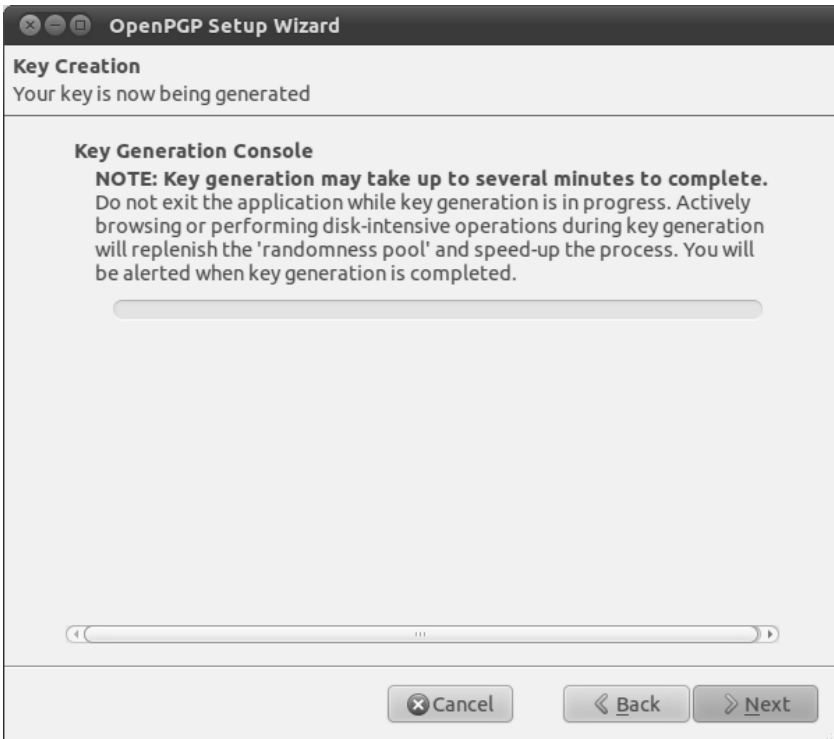 OpenPGP Setup Wizard
Key Creation
Your key is now being generated
Key Generation Console
NOTE: Key generation may take up to several minutes to complete.
Do not exit the application while key generation is in progress. Actively
browsing or performing disk-intensive operations during key generation
will replenish the 'randomness pool' and speed-up the process. You will
be alerted when key generation is completed.
Cancel
Back
Next